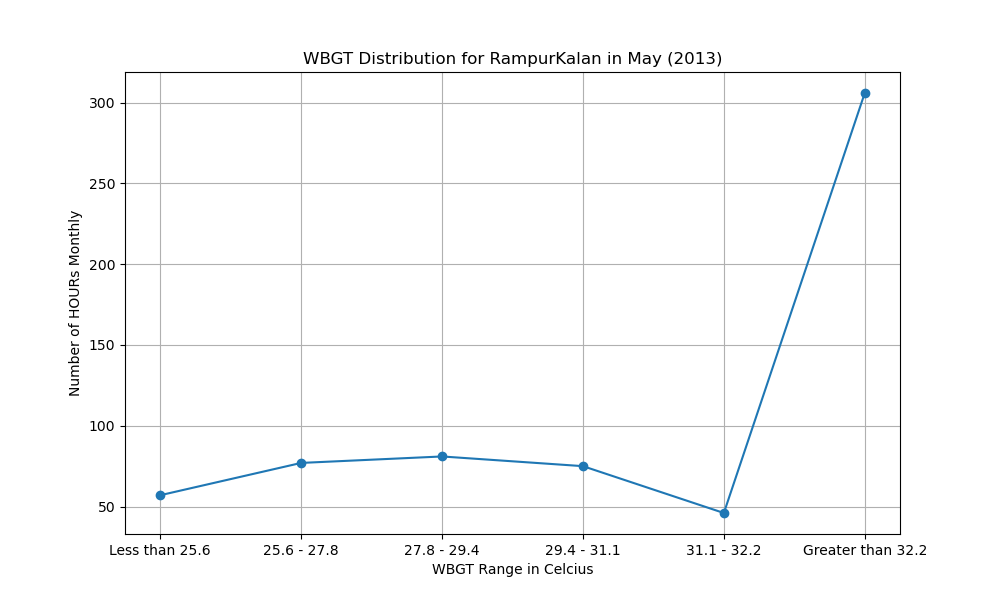 WBGT Distribution for RampurKalan in May (2013)
Number of HOURs Monthly
300
250
200
150
100
50
Less than 25.6
25.6 - 27.8
27.8 - 29.4
29.4 - 31.1
31.1 - 32.2
Greater than 32.2
WBGT Range in Celcius